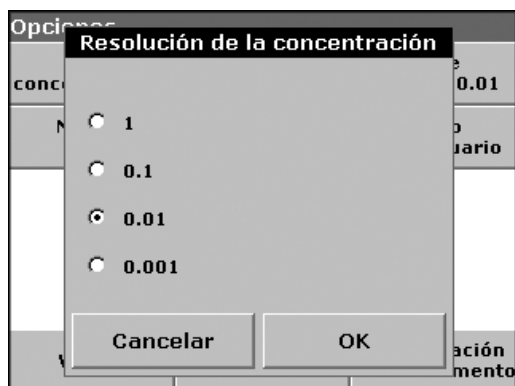 Opciones
Resolución de la concentración
0.01
1
0.1
0.01
0.001
Cancelar
OK